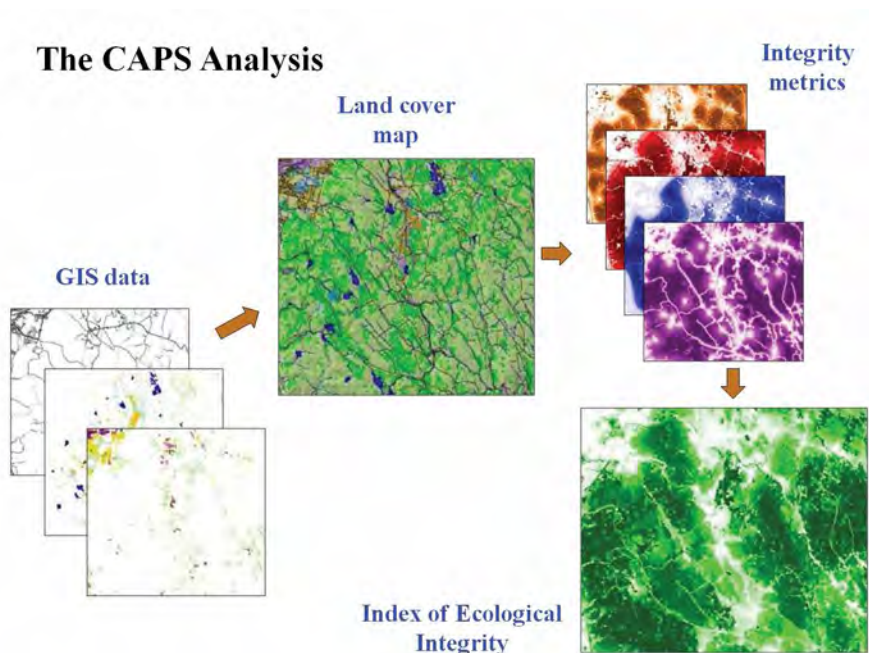 The CAPS Analysis
Integrity
metrics
Land cover
map
GIS data
Index of Ecological
Integrity